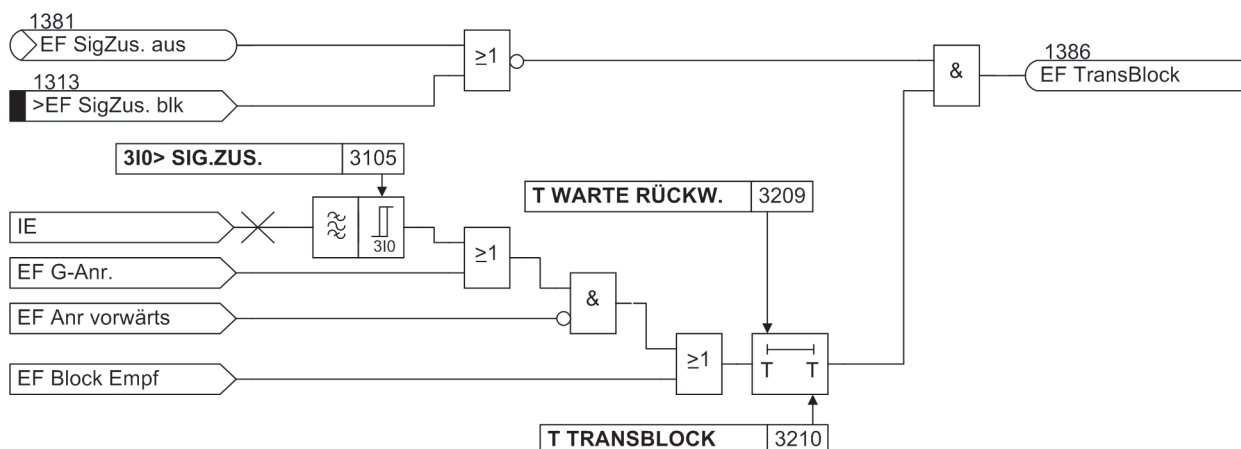 1381
EF SigZus. aus
≥1
1386
EF TransBlock
&
1313
>EF SigZus. blk
3I0> SIG.ZUS. 3105
T WARTE RÜCKW. 3209
IE
3I0
≥1
EF G-Anr.
&
EF Anr vorwärts
≥1
T T
EF Block Empf
T TRANSBLOCK 3210